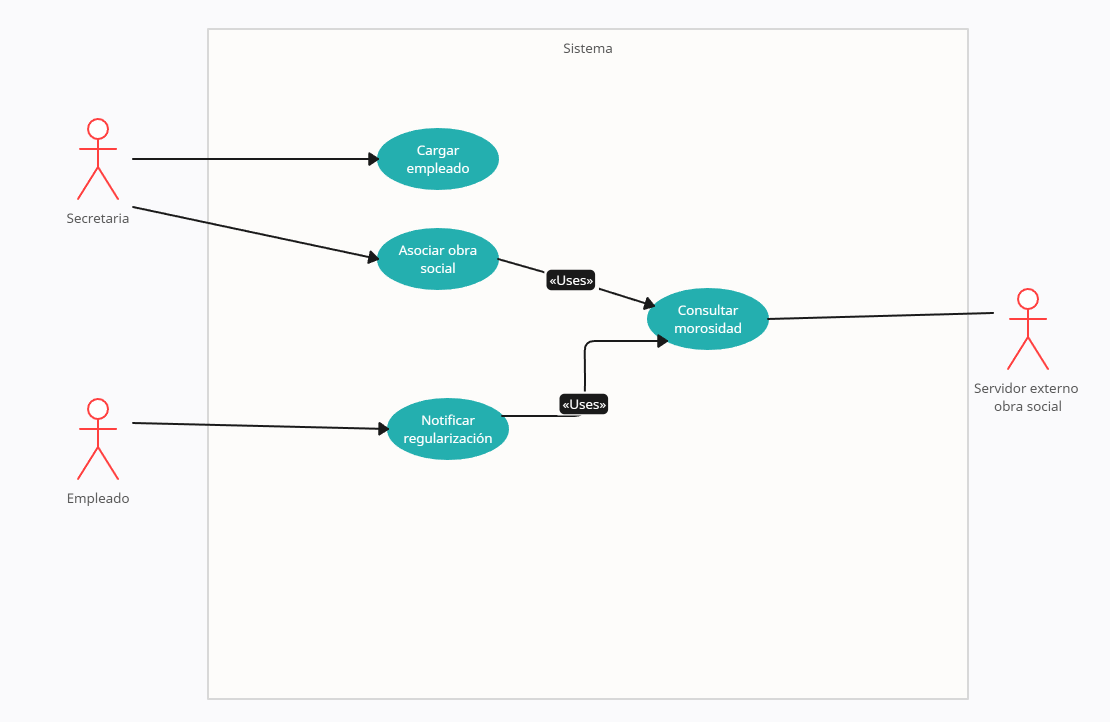 Sistema
Cargar
empleado
Secretaria
Asociar obra
social
«Uses»
Consultar
morosidad
Servidor externo
obra social
«Uses»
Notificar
regularización
Empleado